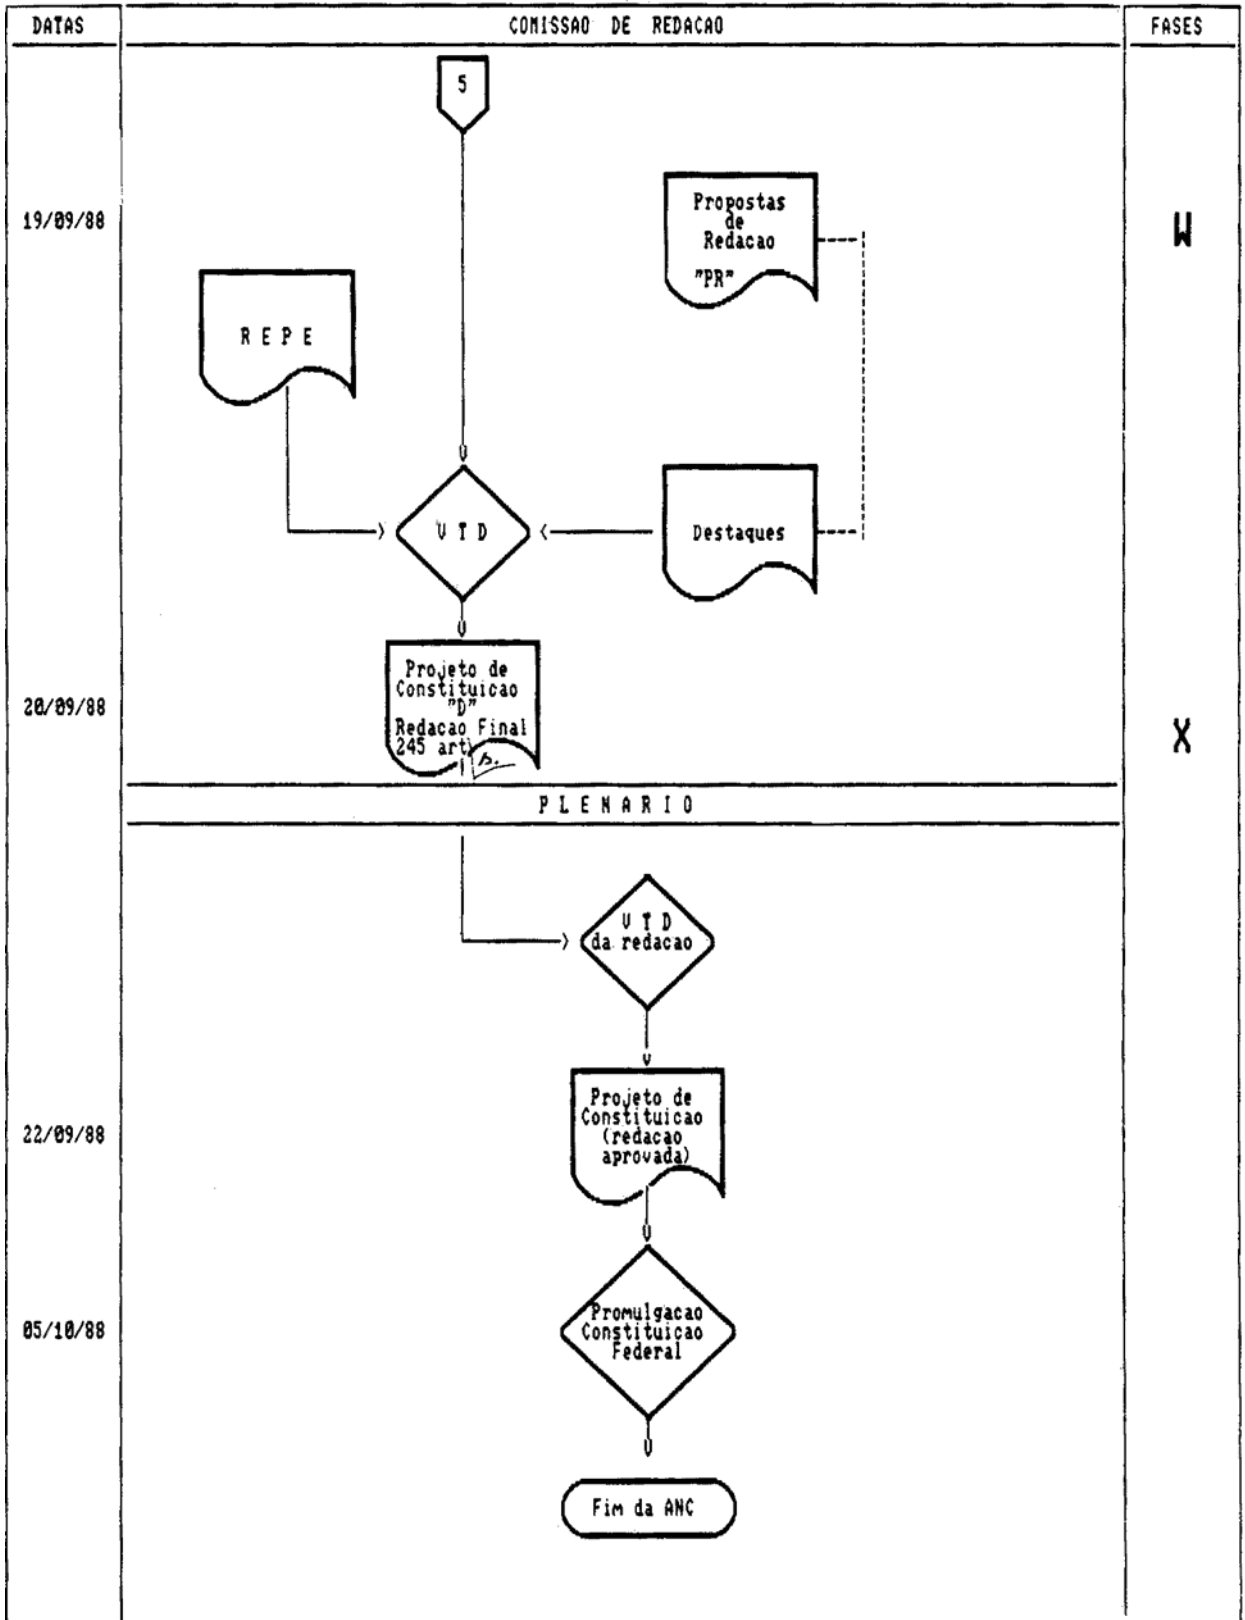 DATAS
COMISSAO DE REDACAO
FASES
5
19/09/88
Propostas
de
Redacao
"PR"
W
R E P E
V T D
Destaques
20/09/88
Projeto de
Constituicao
"D"
Redacao Final
245 art
s.
X
P L E N A R I O
V T D
da redacao
22/09/88
Projeto de
Constituicao
(redacao
aprovada)
05/10/88
Promulgacao
Constituicao
Federal
Fim da ANC